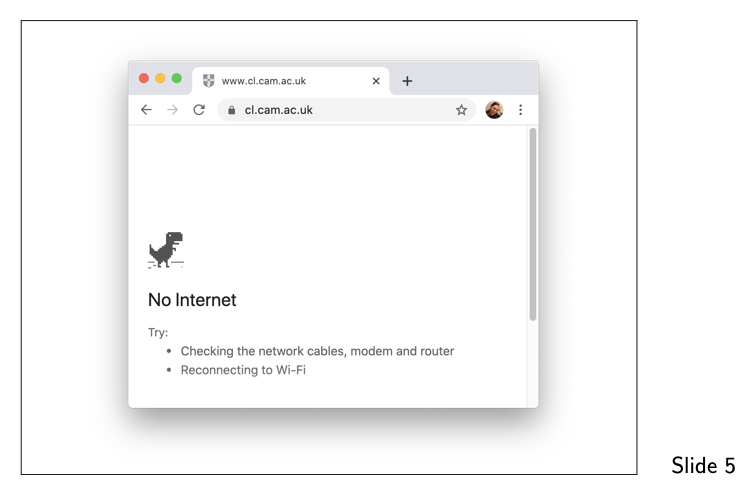 www.cl.cam.ac.uk
cl.cam.ac.uk
No Internet
Try:
• Checking the network cables, modem and router
• Reconnecting to Wi-Fi
Slide 5